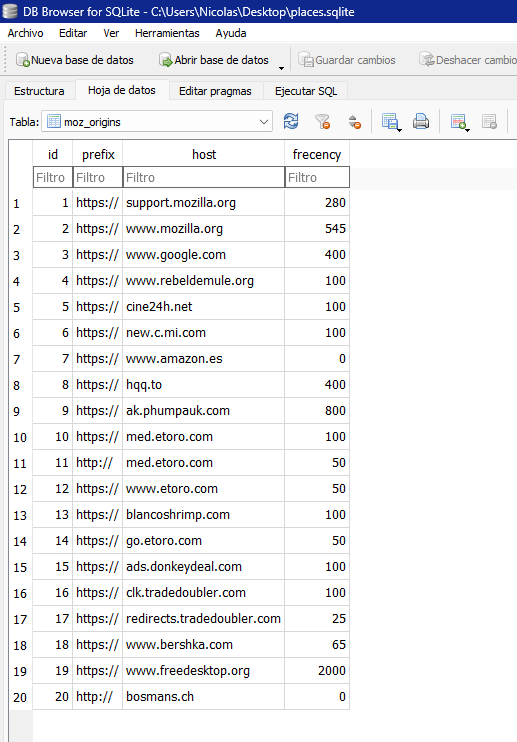 DB Browser for SQLite - C:\Users\Nicolas\Desktop\places.sqlite
Archivo Editar Ver Herramientas Ayuda
Nueva base de datos Abrir base de datos Guardar cambios Deshacer cambio
Estructura Hoja de datos Editar pragmas Ejecutar SQL
Tabla: moz_origins
id prefix host frecency
Filtro Filtro Filtro Filtro
1 1 https:// support.mozilla.org 280
2 2 https:// www.mozilla.org 545
3 3 https:// www.google.com 400
4 4 https:// www.rebeldemule.org 100
5 5 https:// cine24h.net 100
6 6 https:// new.c.mi.com 100
7 7 https:// www.amazon.es 0
8 8 https:// hqq.to 400
9 9 https:// ak.phumpauk.com 800
10 10 https:// med.etoro.com 100
11 11 http:// med.etoro.com 50
12 12 https:// www.etoro.com 50
13 13 https:// blancoshrimp.com 100
14 14 https:// go.etoro.com 50
15 15 https:// ads.donkeydeal.com 100
16 16 https:// clk.tradedoubler.com 100
17 17 https:// redirects.tradedoubler.com 25
18 18 https:// www.bershka.com 65
19 19 https:// www.freedesktop.org 2000
20 20 http:// bosmans.ch 0